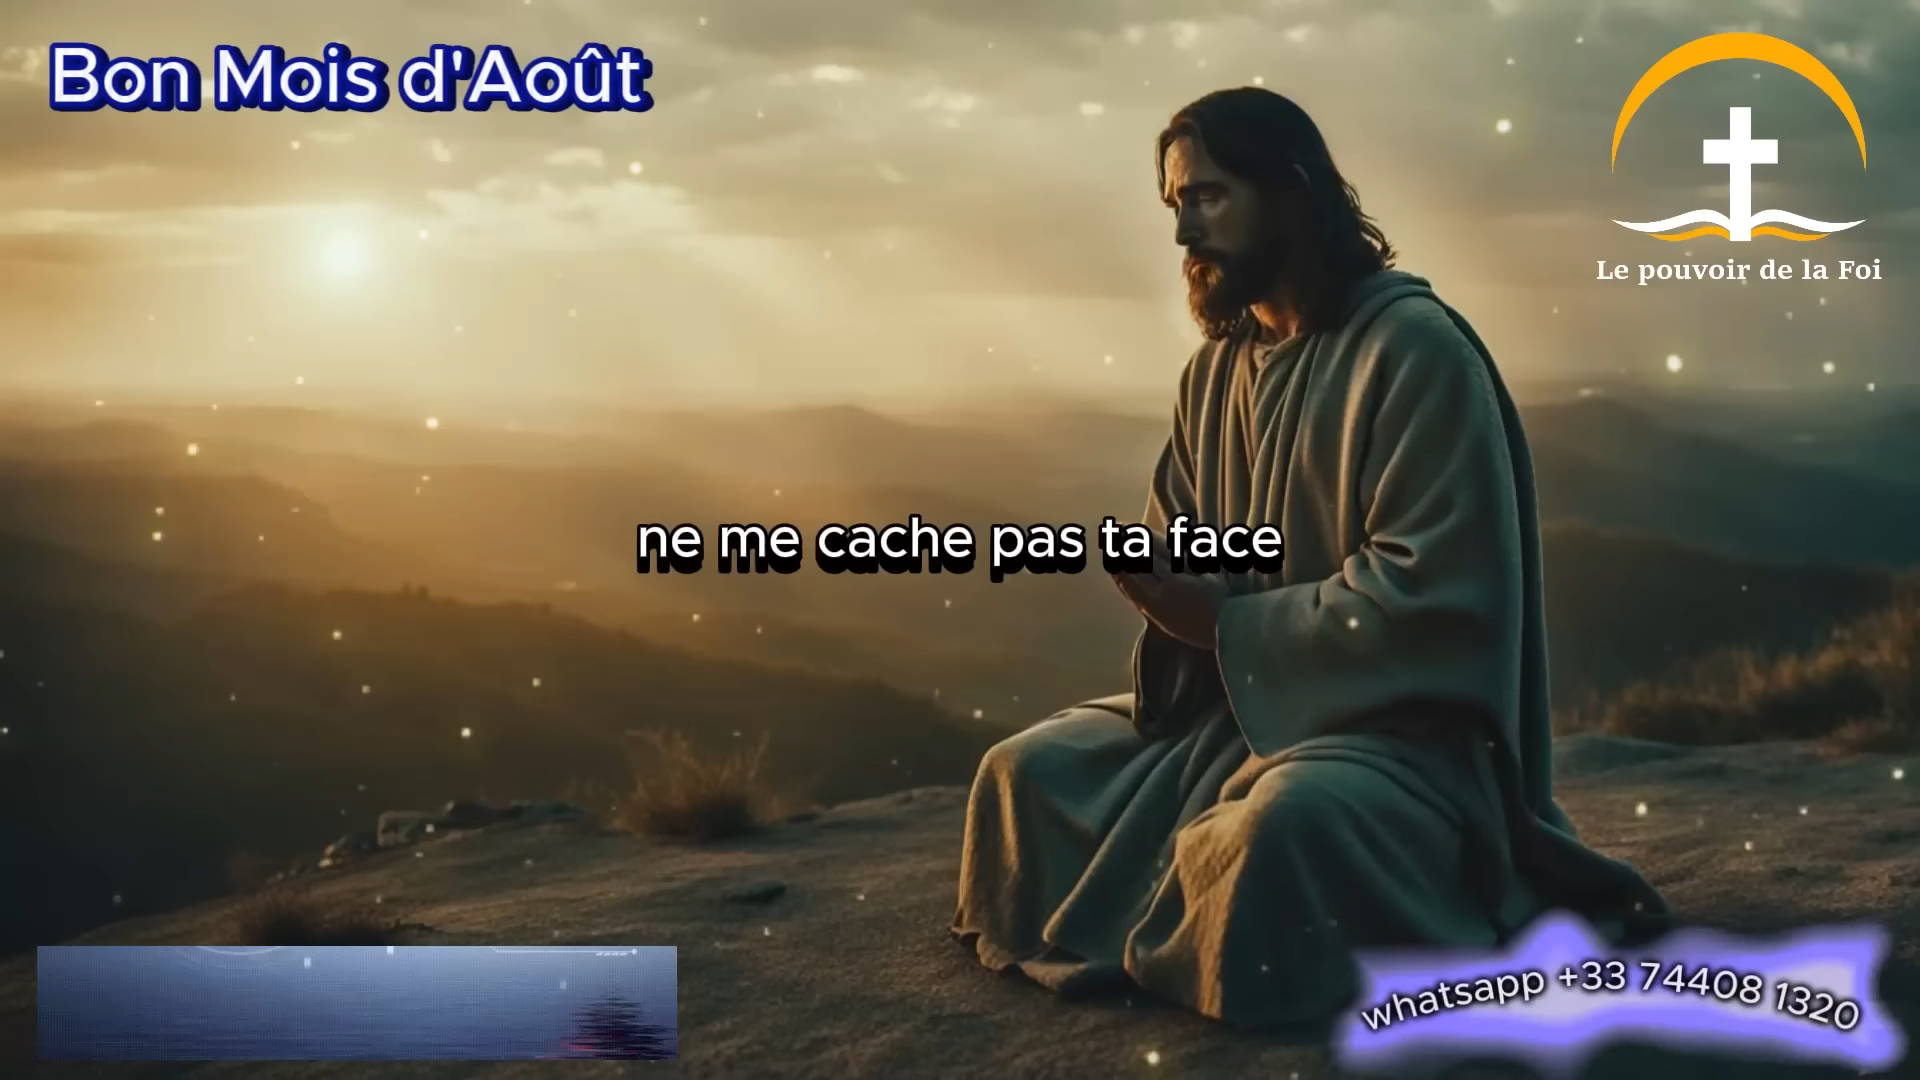 Bon Mois d'Août
Le pouvoir de la Foi
ne me cache pas ta face
whatsapp +33 74408 1320